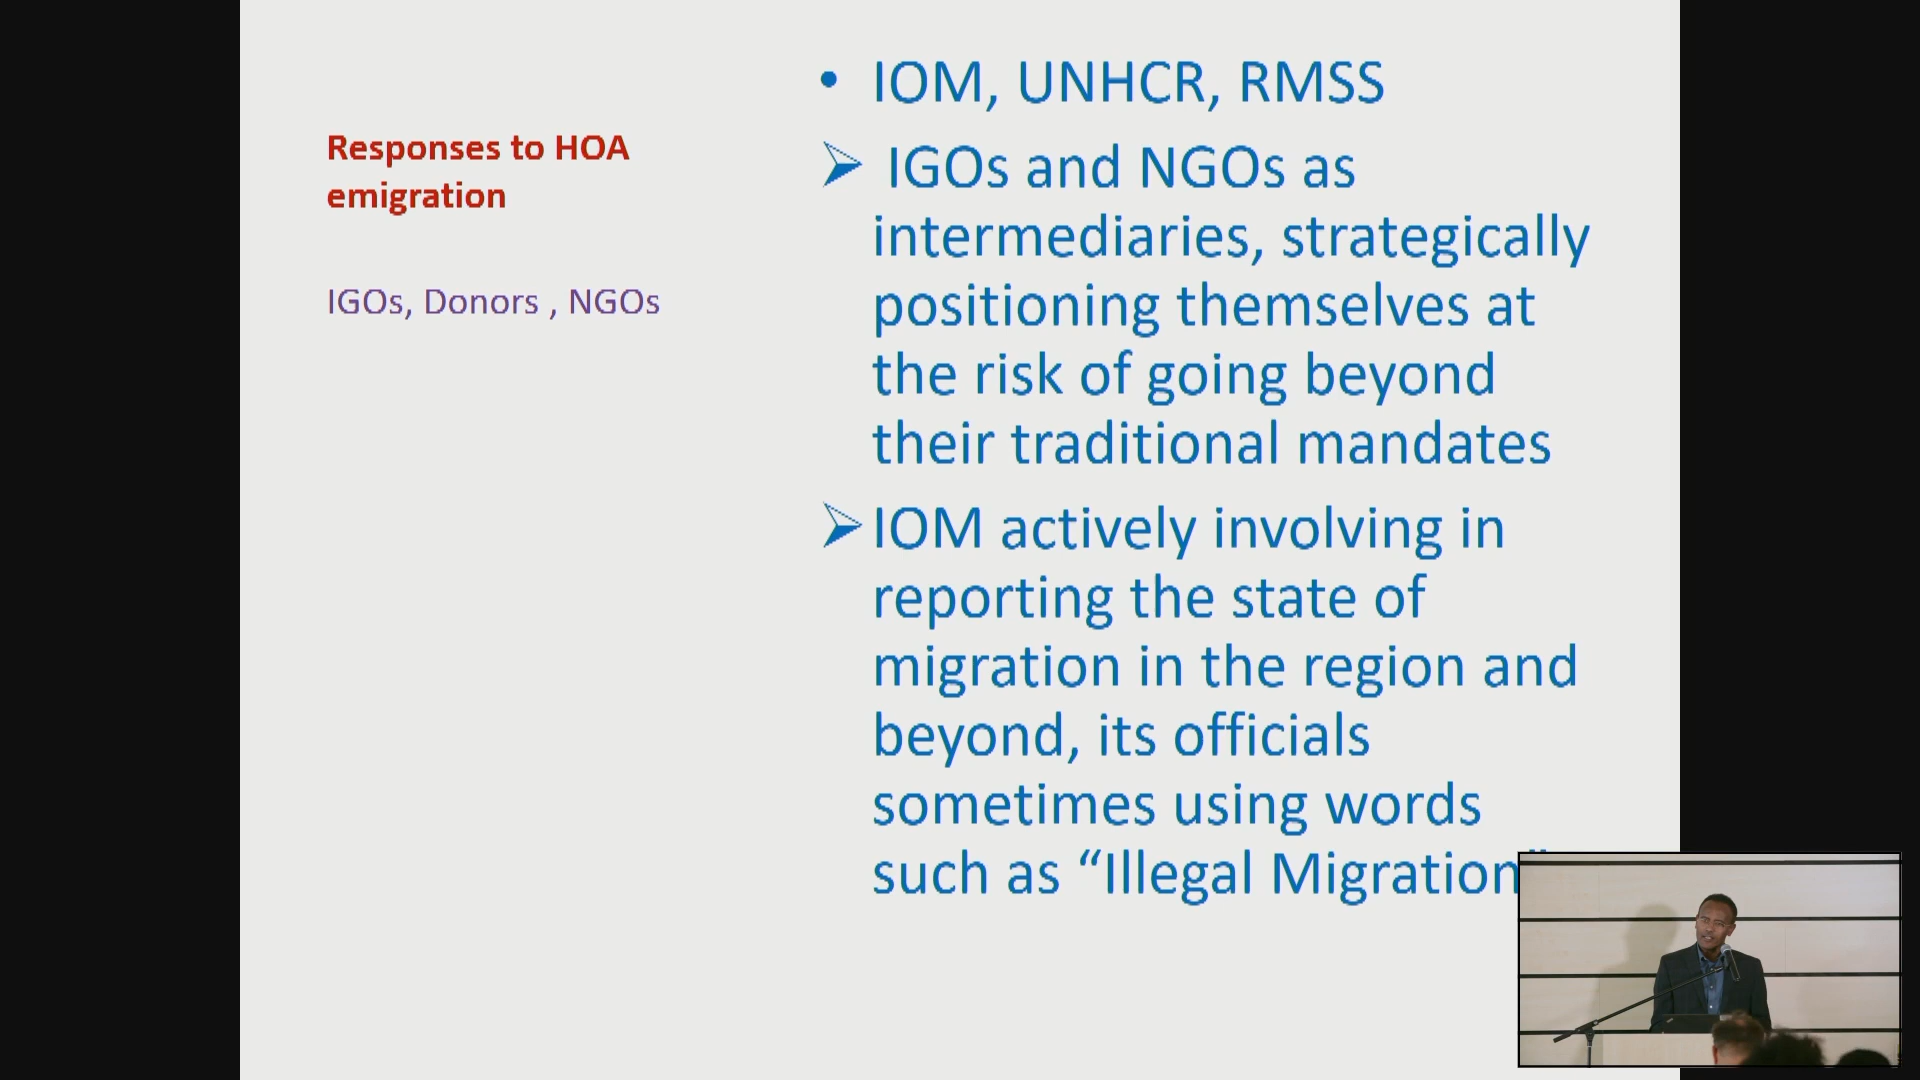 Responses to HOA
emigration
IGOs, Donors , NGOs
• IOM, UNHCR, RMSS
➢ IGOs and NGOs as
intermediaries, strategically
positioning themselves at
the risk of going beyond
their traditional mandates
➢IOM actively involving in
reporting the state of
migration in the region and
beyond, its officials
sometimes using words
such as “Illegal Migration”